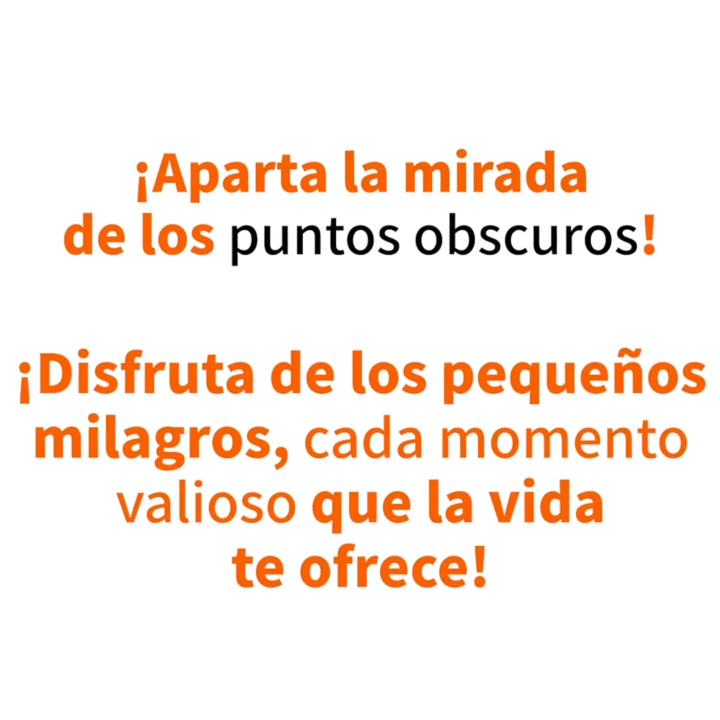 ¡Aparta la mirada
de los puntos obscuros!
¡Disfruta de los pequeños
milagros, cada momento
valioso que la vida
te ofrece!